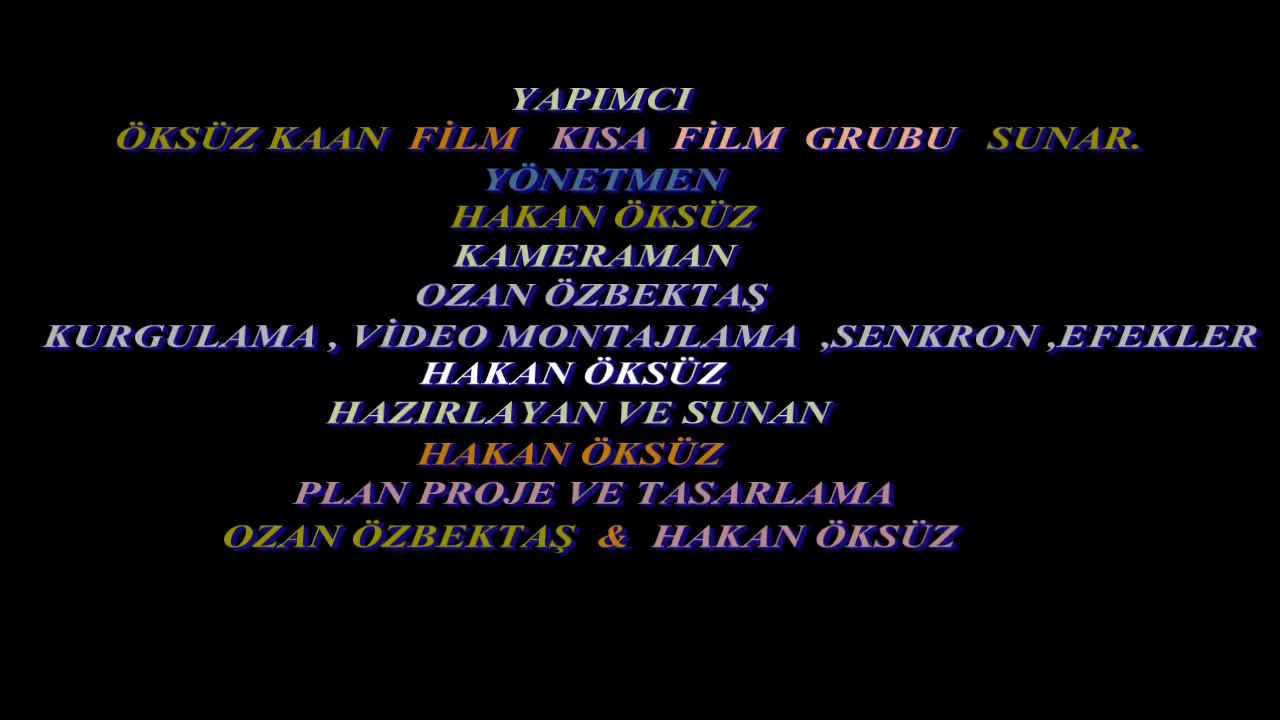 YAPIMCI
ÖKSÜZ KAAN FİLM KISA FİLM GRUBU SUNAR.
YÖNETMEN
HAKAN ÖKSÜZ
KAMERAMAN
OZAN ÖZBEKTAŞ
KURGULAMA , VİDEO MONTAJLAMA ,SENKRON ,EFEKLER
HAKAN ÖKSÜZ
HAZIRLAYAN VE SUNAN
HAKAN ÖKSÜZ
PLAN PROJE VE TASARLAMA
OZAN ÖZBEKTAŞ & HAKAN ÖKSÜZ